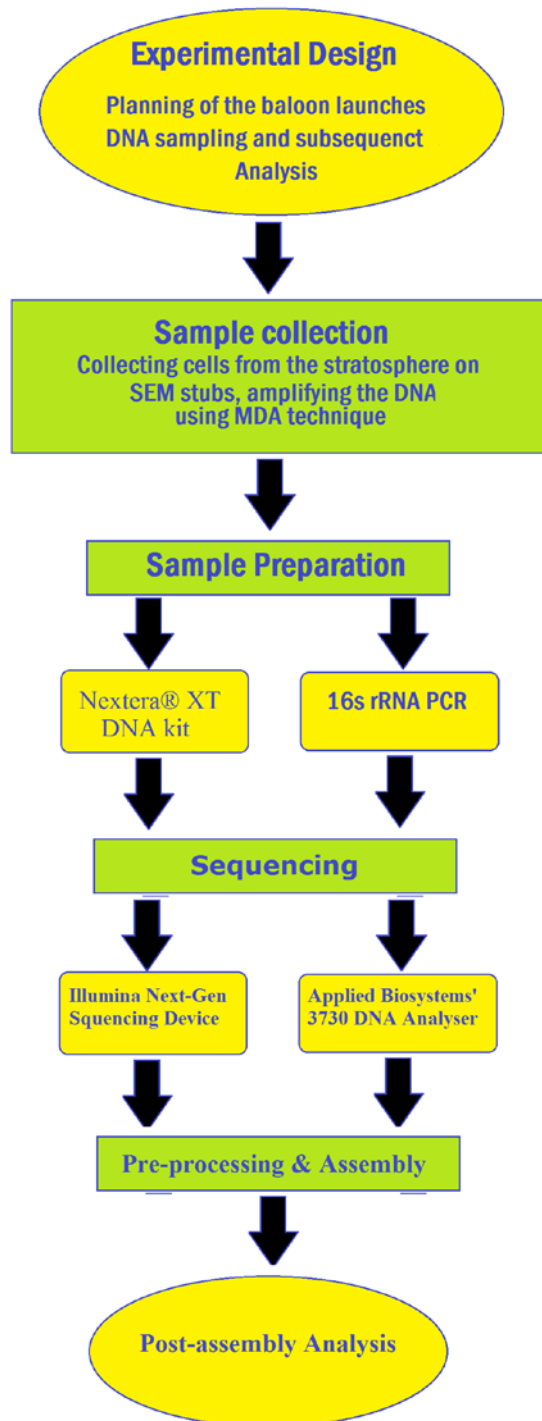 Experimental Design
Planning of the baloon launches
DNA sampling and subsequenct
Analysis
Sample collection
Collecting cells from the stratosphere on
SEM stubs, amplifying the DNA
using MDA technique
Sample Preparation
Nextera® XT
DNA kit
16s rRNA PCR
Sequencing
Illumina Next-Gen
Squencing Device
Applied Biosystems'
3730 DNA Analyser
Pre-processing & Assembly
Post-assembly Analysis